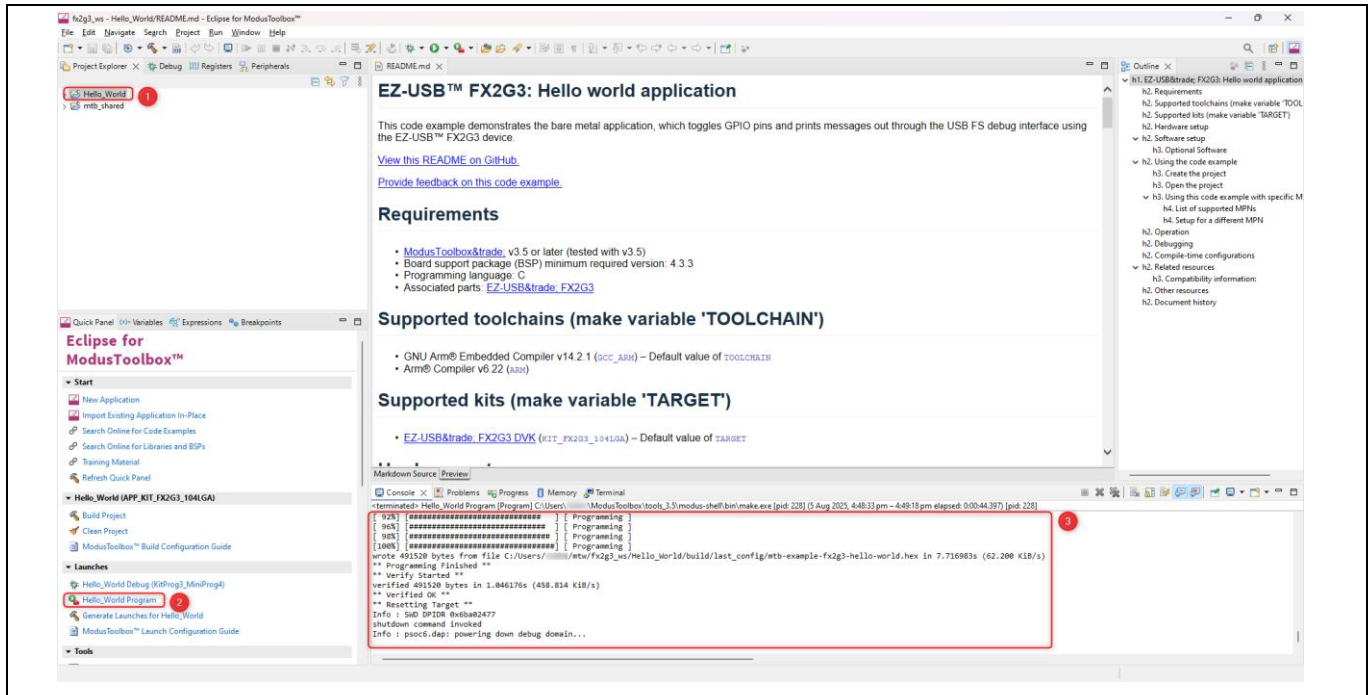 fx2g3_ws - Hello_World/README.md - Eclipse for ModusToolbox™
File Edit Navigate Search Project Run Window Help
Project Explorer Debug Registers Peripherals
Hello_World
1
mtb_shared
README.md
EZ-USB™ FX2G3: Hello world application
This code example demonstrates the bare metal application, which toggles GPIO pins and prints messages out through the USB FS debug interface using
the EZ-USB™ FX2G3 device.
View this README on GitHub.
Provide feedback on this code example.
Requirements
• ModusToolbox&trade; v3.5 or later (tested with v3.5)
• Board support package (BSP) minimum required version: 4.3.3
• Programming language: C
• Associated parts: EZ-USB&trade; FX2G3
Supported toolchains (make variable 'TOOLCHAIN')
• GNU Arm® Embedded Compiler v14.2.1 (GCC_ARM) – Default value of TOOLCHAIN
• Arm® Compiler v6.22 (ARM)
Supported kits (make variable 'TARGET')
• EZ-USB&trade; FX2G3 DVK (KIT_FX2G3_104LGA) – Default value of TARGET
Markdown Source Preview
Outline
h1. EZ-USB&trade; FX2G3: Hello world application
h2. Requirements
h2. Supported toolchains (make variable 'TOOL
h2. Supported kits (make variable 'TARGET')
h2. Hardware setup
h2. Software setup
h3. Optional Software
h2. Using the code example
h3. Create the project
h3. Open the project
h3. Using this code example with specific M
h4. List of supported MPNs
h4. Setup for a different MPN
h2. Operation
h2. Debugging
h2. Compile-time configurations
h2. Related resources
h3. Compatibility information:
h2. Other resources
h2. Document history
Quick Panel Variables Expressions Breakpoints
Eclipse for
ModusToolbox™
Start
New Application
Import Existing Application In-Place
Search Online for Code Examples
Search Online for Libraries and BSPs
Training Material
Refresh Quick Panel
Hello_World (APP_KIT_FX2G3_104LGA)
Build Project
Clean Project
ModusToolbox™ Build Configuration Guide
Launches
Hello_World Debug (KitProg3_MiniProg4)
Hello_World Program
2
Generate Launches for Hello_World
ModusToolbox™ Launch Configuration Guide
Tools
Console Problems Progress Memory Terminal
<terminated> Hello_World Program [Program] C:\Users\ \ModusToolbox\tools_3.5\modus-shell\bin\make.exe [pid: 228] (5 Aug 2025, 4:48:33 pm – 4:49:18 pm elapsed: 0:00:44.397) [pid: 228]
3
[ 92%] [############################# ] [ Programming ]
[ 96%] [############################## ] [ Programming ]
[ 98%] [############################### ] [ Programming ]
[100%] [################################] [ Programming ]
wrote 491520 bytes from file C:/Users/ /mtw/fx2g3_ws/Hello_World/build/last_config/mtb-example-fx2g3-hello-world.hex in 7.716983s (62.200 KiB/s)
** Programming Finished **
** Verify Started **
verified 491520 bytes in 1.046176s (458.814 KiB/s)
** Verified OK **
** Resetting Target **
Info : SWD DPIDR 0x6ba02477
shutdown command invoked
Info : psoc6.dap: powering down debug domain...